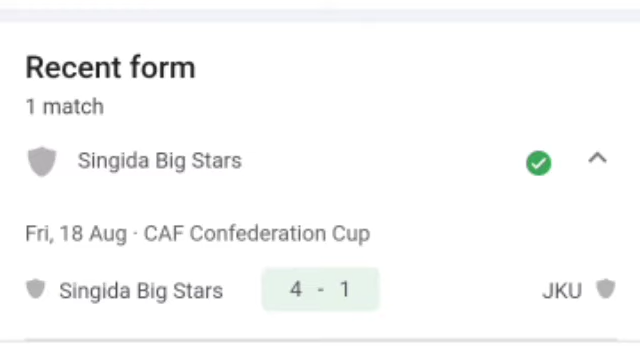 Recent form
1 match
Singida Big Stars
Fri, 18 Aug · CAF Confederation Cup
Singida Big Stars 4 - 1 JKU